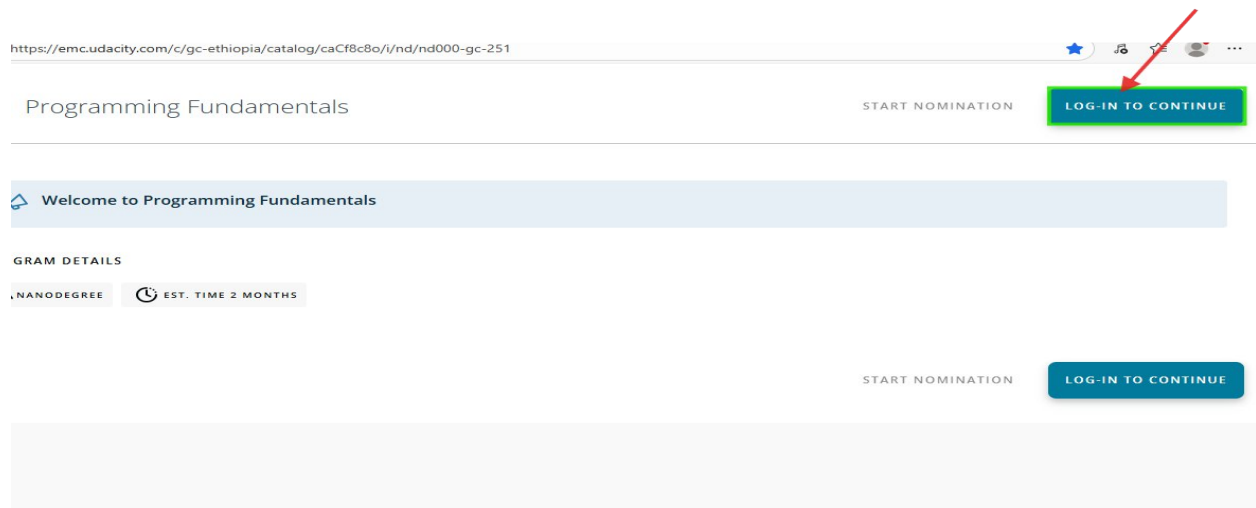 https://emc.udacity.com/c/gc-ethiopia/catalog/caCf8c8o/i/nd/nd000-gc-251
Programming Fundamentals
START NOMINATION
LOG-IN TO CONTINUE
Welcome to Programming Fundamentals
GRAM DETAILS
NANODEGREE
EST. TIME 2 MONTHS
START NOMINATION
LOG-IN TO CONTINUE